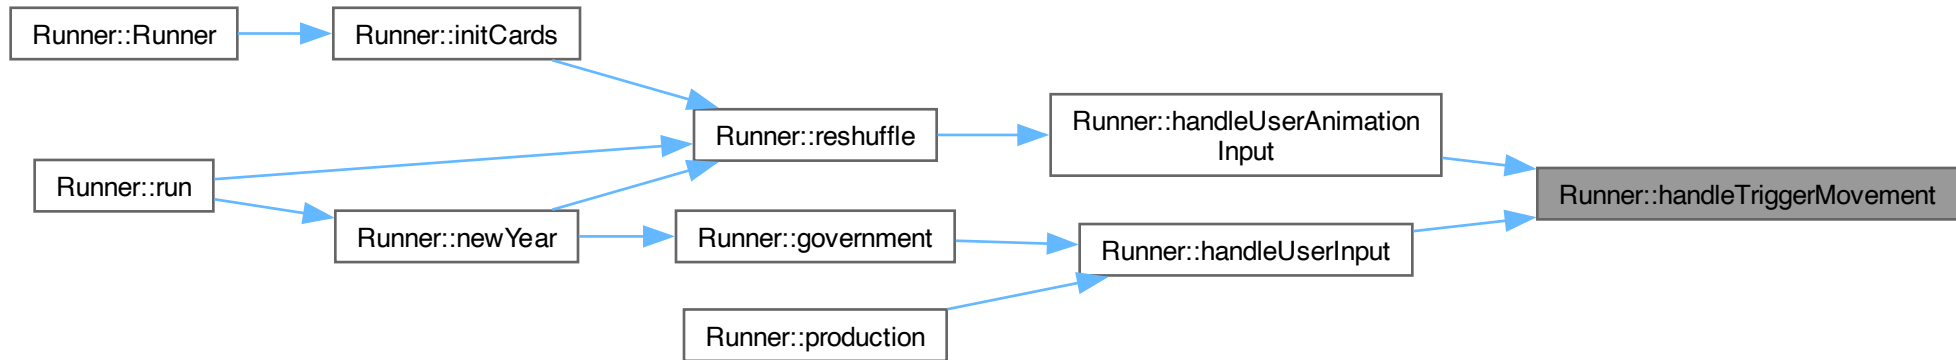 Runner::Runner
Runner::initCards
Runner::reshuffle
Runner::handleUserAnimation
Input
Runner::run
Runner::handleTriggerMovement
Runner::newYear
Runner::government
Runner::handleUserInput
Runner::production